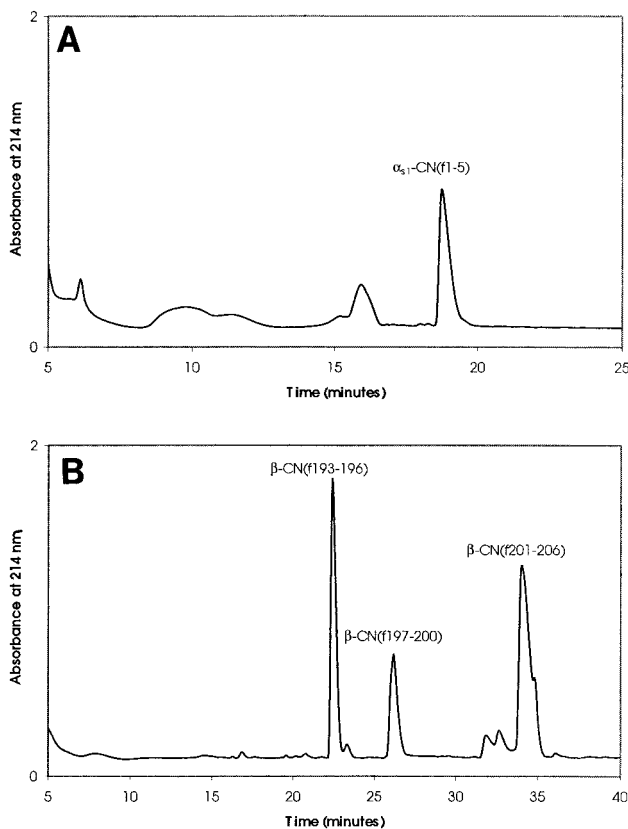 A
2
Absorbance at 214 nm
αs1-CN(f1-5)
0
5 10 15 20 25
Time (minutes)
B
2
Absorbance at 214 nm
β-CN(f193-196)
β-CN(f201-206)
β-CN(f197-200)
0
5 10 15 20 25 30 35 40
Time (minutes)